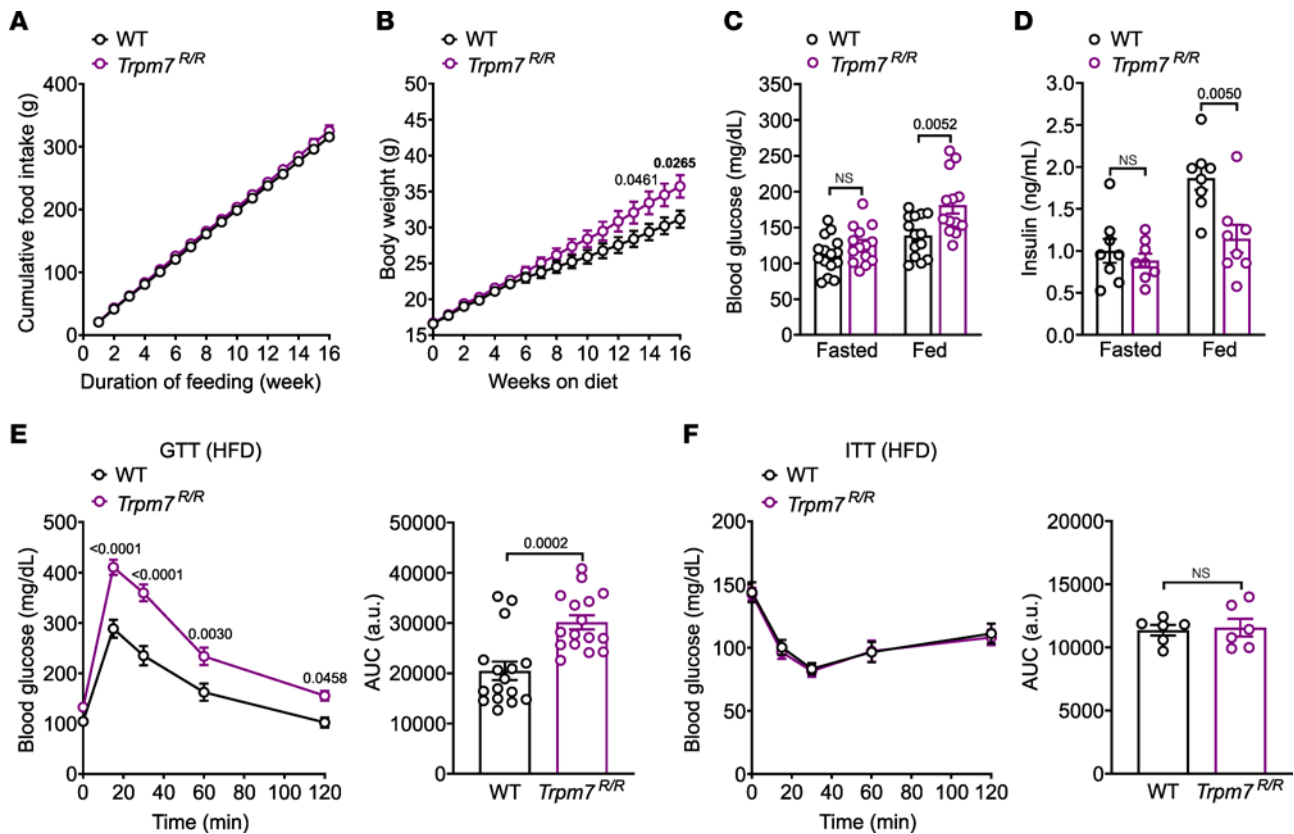 A
WT
Trpm7 R/R
Cumulative food intake (g)
400
300
200
100
0
0 2 4 6 8 10 12 14 16
Duration of feeding (week)
B
WT
Trpm7 R/R
Body weight (g)
45
40
35
30
25
20
15
0.0461
0.0265
0 2 4 6 8 10 12 14 16
Weeks on diet
C
WT
Trpm7 R/R
Blood glucose (mg/dL)
350
300
250
200
150
100
50
0
NS
0.0052
Fasted Fed
D
WT
Trpm7 R/R
Insulin (ng/mL)
3.0
2.5
2.0
1.5
1.0
0.5
0
NS
0.0050
Fasted Fed
E
GTT (HFD)
WT
Trpm7 R/R
Blood glucose (mg/dL)
500
400
300
200
100
0
<0.0001
<0.0001
0.0030
0.0458
0 20 40 60 80 100 120
Time (min)
AUC (a.u.)
50000
40000
30000
20000
10000
0
0.0002
WT Trpm7 R/R
F
ITT (HFD)
WT
Trpm7 R/R
Blood glucose (mg/dL)
200
150
100
50
0
0 20 40 60 80 100 120
Time (min)
AUC (a.u.)
20000
15000
10000
5000
0
NS
WT Trpm7 R/R